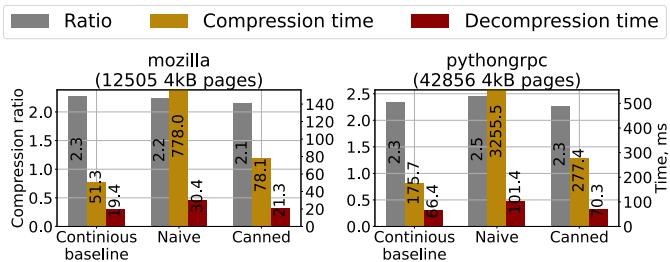 Ratio Compression time Decompression time
mozilla
(12505 4kB pages)
Compression ratio
2.0
1.5
1.0
0.5
0.0
2.3
51.3
19.4
2.2
778.0
30.4
2.1
78.1
21.3
140
120
100
80
60
40
20
0
Continious
baseline
Naive
Canned
pythongrpc
(42856 4kB pages)
2.5
2.0
1.5
1.0
0.5
0.0
2.3
175.7
66.4
2.5
3255.5
101.4
2.3
277.4
70.3
500
400
300
200
100
0
Time, ms
Continious
baseline
Naive
Canned